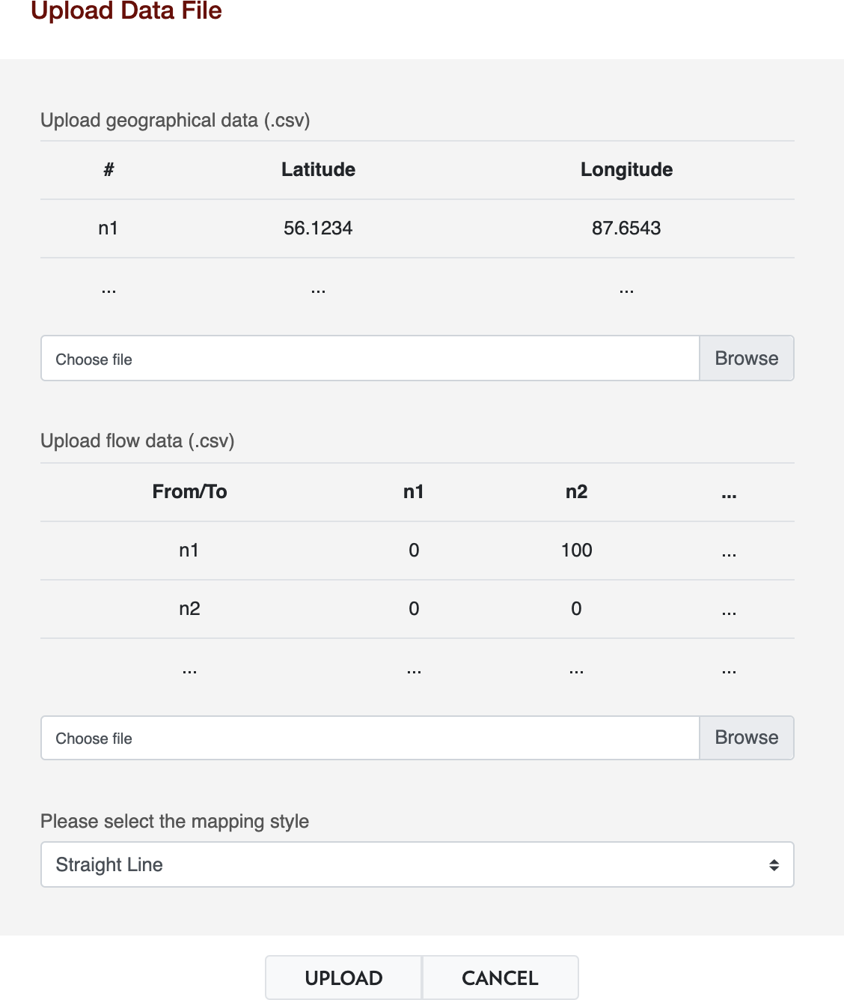 Upload Data File
Upload geographical data (.csv)
# Latitude Longitude
n1 56.1234 87.6543
... ... ...
Choose file Browse
Upload flow data (.csv)
From/To n1 n2 ...
n1 0 100 ...
n2 0 0 ...
... ... ... ...
Choose file Browse
Please select the mapping style
Straight Line
UPLOAD CANCEL